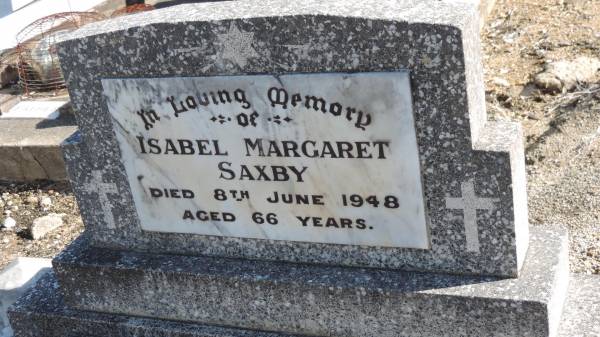 In Loving Memory
of
ISABEL MARGARET
SAXBY
DIED 8TH JUNE 1948
AGED 66 YEARS.